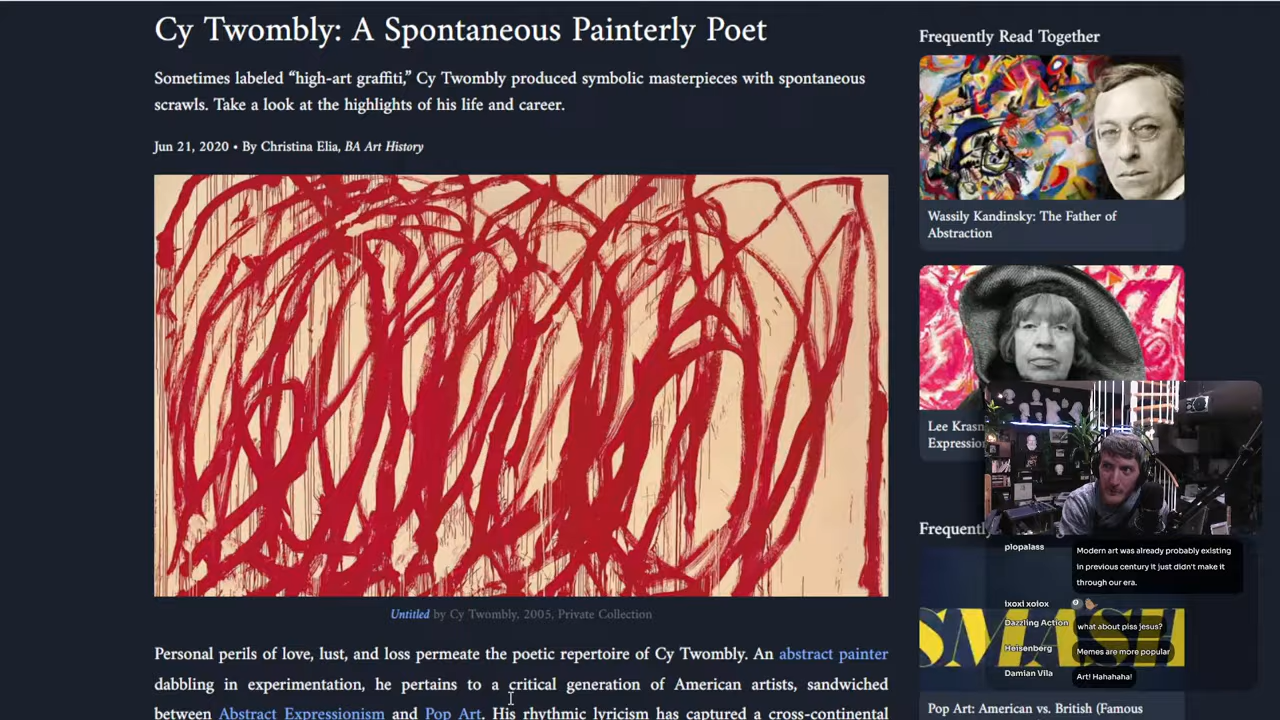 Cy Twombly: A Spontaneous Painterly Poet
Sometimes labeled “high-art graffiti,” Cy Twombly produced symbolic masterpieces with spontaneous
scrawls. Take a look at the highlights of his life and career.
Jun 21, 2020 • By Christina Elia, BA Art History
Untitled by Cy Twombly, 2005, Private Collection
Personal perils of love, lust, and loss permeate the poetic repertoire of Cy Twombly. An abstract painter
dabbling in experimentation, he pertains to a critical generation of American artists, sandwiched
between Abstract Expressionism and Pop Art. His rhythmic lyricism has captured a cross-continental
Frequently Read Together
Wassily Kandinsky: The Father of
Abstraction
Lee Krasn
Expression
Frequentl
plopalass
Modern art was already probably existing
in previous century it just didn't make it
through our era.
ixoxi xolox
Dazzling Action
what about piss jesus?
Heisenberg
Memes are more popular
Damian Vila
Art! Hahahaha!
SMASH
Pop Art: American vs. British (Famous